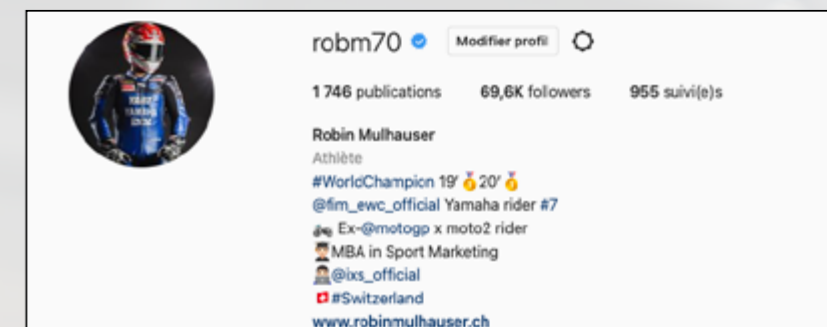 robm70 Modifier profil
1 746 publications 69,6K followers 955 suivi(e)s
Robin Mulhauser
Athlète
#WorldChampion 19'🥇20'🥇
@fim_ewc_official Yamaha rider #7
🏍 Ex-@motogp x moto2 rider
👨🏻‍🎓MBA in Sport Marketing
👨🏻‍💻@ixs_official
🇨🇭#Switzerland
www.robinmulhauser.ch